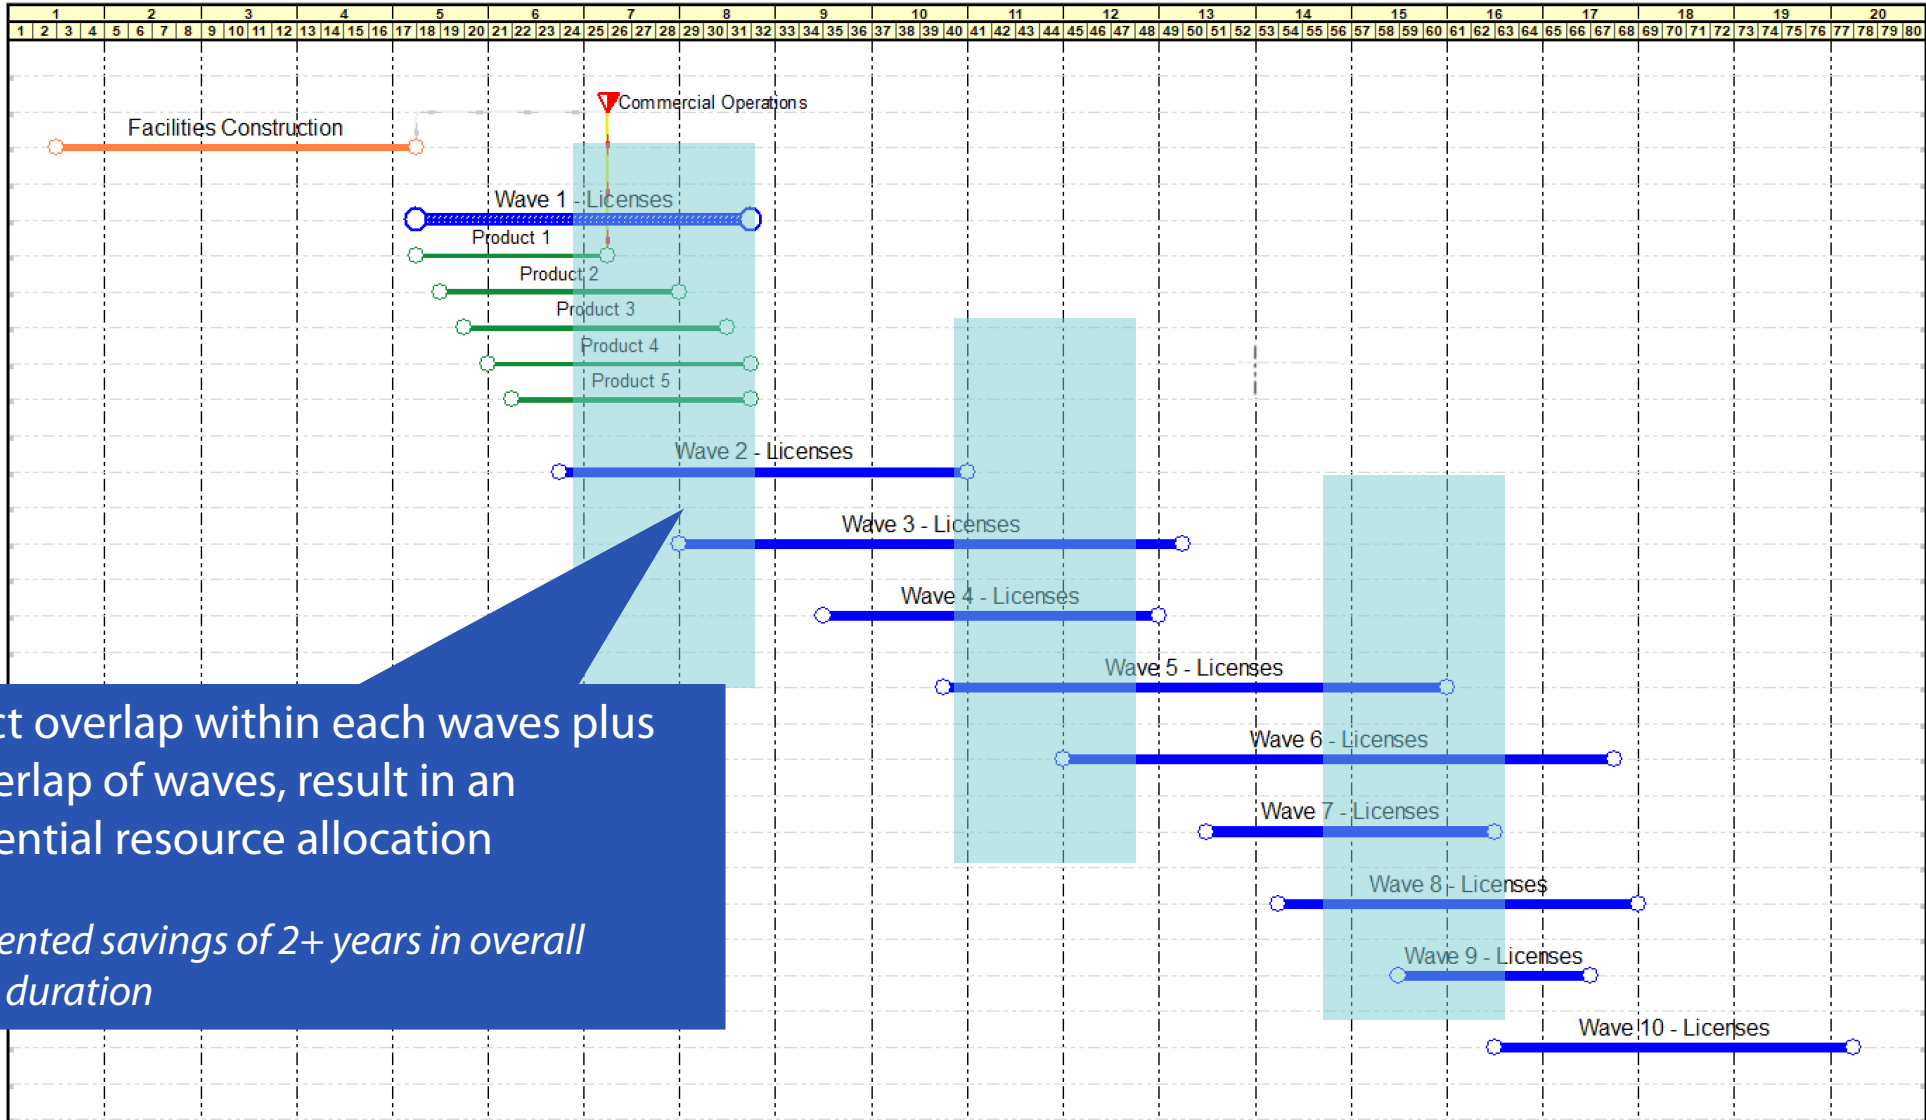 1 2 3 4 5 6 7 8 9 10 11 12 13 14 15 16 17 18 19 20
1 2 3 4 5 6 7 8 9 10 11 12 13 14 15 16 17 18 19 20 21 22 23 24 25 26 27 28 29 30 31 32 33 34 35 36 37 38 39 40 41 42 43 44 45 46 47 48 49 50 51 52 53 54 55 56 57 58 59 60 61 62 63 64 65 66 67 68 69 70 71 72 73 74 75 76 77 78 79 80
Commercial Operations
Facilities Construction
Wave 1 - Licenses
Product 1
Product 2
Product 3
Product 4
Product 5
Wave 2 - Licenses
Wave 3 - Licenses
Wave 4 - Licenses
Wave 5 - Licenses
ct overlap within each waves plus
erlap of waves, result in an
ential resource allocation
ented savings of 2+ years in overall
duration
Wave 6 - Licenses
Wave 7 - Licenses
Wave 8 - Licenses
Wave 9 - Licenses
Wave 10 - Licenses